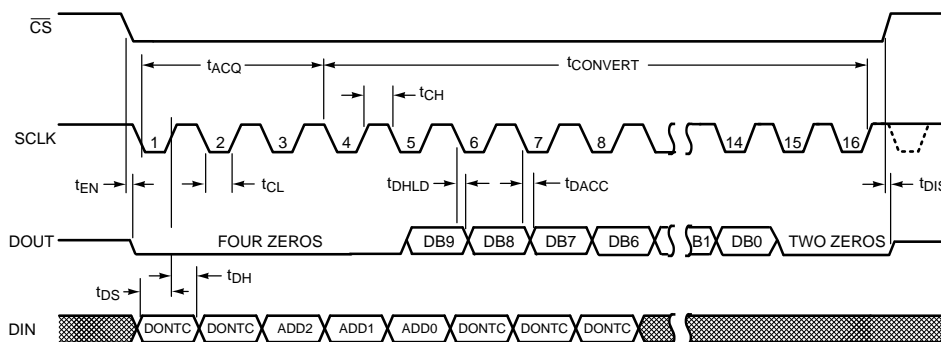 CS
tACQ tCONVERT
tCH
SCLK 1 2 3 4 5 6 7 8 14 15 16
tEN tCL tDHLD tDACC tDIS
DOUT FOUR ZEROS DB9 DB8 DB7 DB6 B1 DB0 TWO ZEROS
tDS tDH
DIN DONTC DONTC ADD2 ADD1 ADD0 DONTC DONTC DONTC